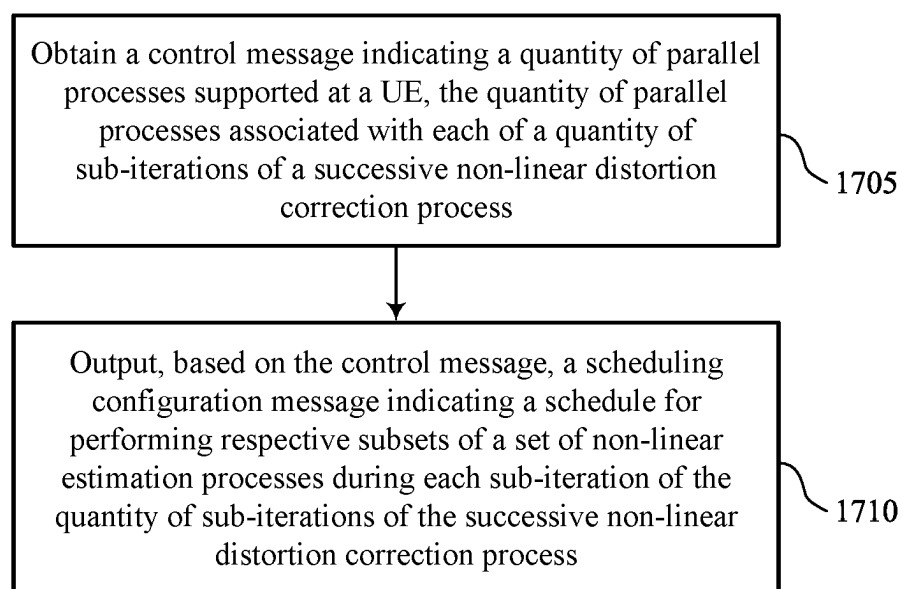 Obtain a control message indicating a quantity of parallel
processes supported at a UE, the quantity of parallel
processes associated with each of a quantity of
sub-iterations of a successive non-linear distortion
correction process
1705
Output, based on the control message, a scheduling
configuration message indicating a schedule for
performing respective subsets of a set of non-linear
estimation processes during each sub-iteration of the
quantity of sub-iterations of the successive non-linear
distortion correction process
1710